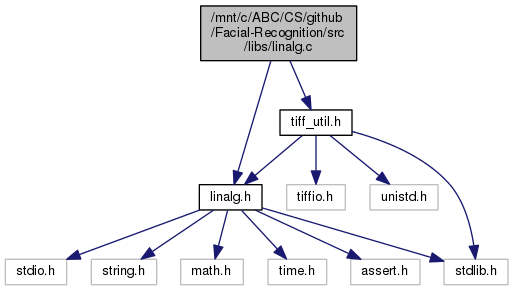 /mnt/c/ABC/CS/github
/Facial-Recognition/src
/libs/linalg.c
tiff_util.h
linalg.h
tiffio.h
unistd.h
stdio.h
string.h
math.h
time.h
assert.h
stdlib.h